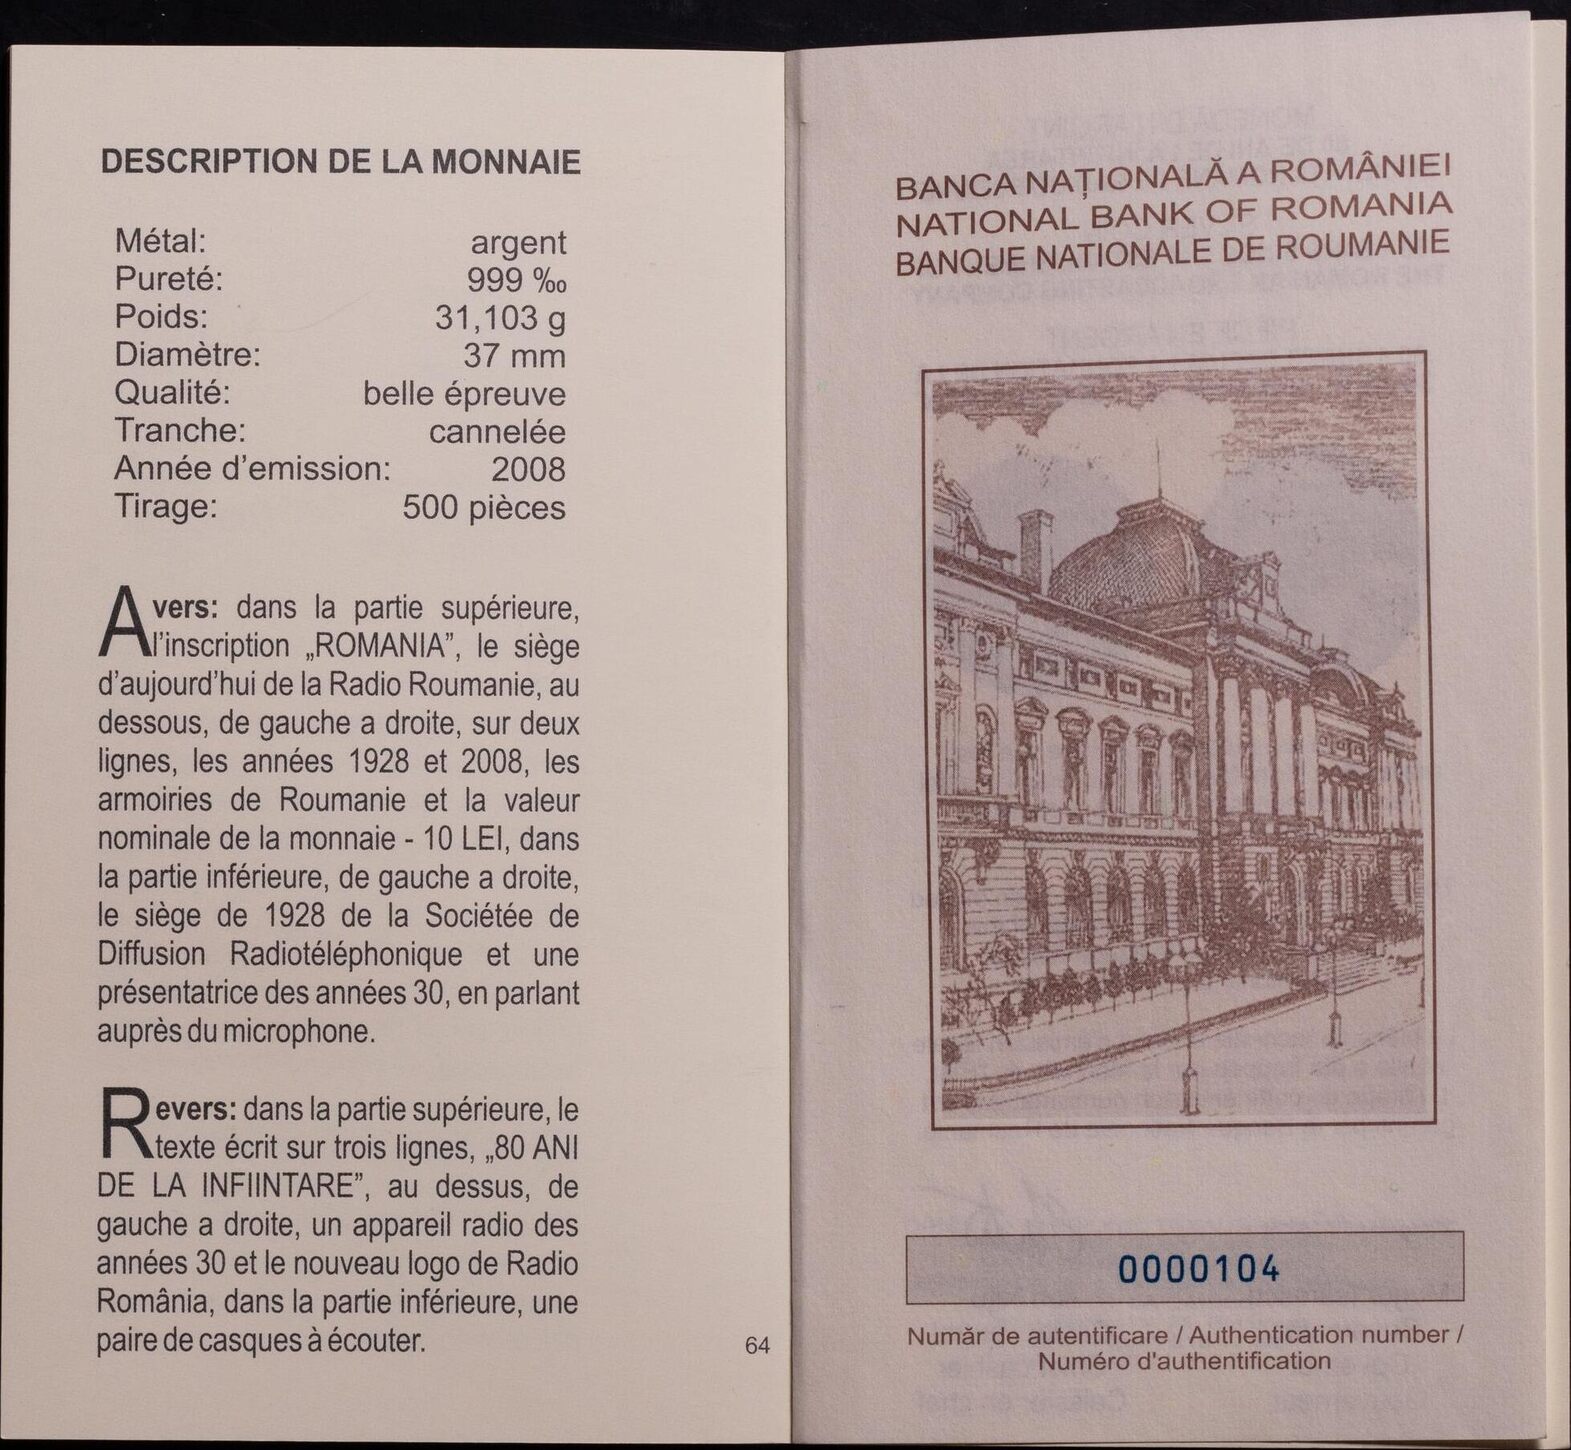 DESCRIPTION DE LA MONNAIE
Métal: argent
Pureté: 999 ‰
Poids: 31,103 g
Diamètre: 37 mm
Qualité: belle épreuve
Tranche: cannelée
Année d'emission: 2008
Tirage: 500 pièces
Avers: dans la partie supérieure,
l'inscription „ROMANIA”, le siège
d'aujourd'hui de la Radio Roumanie, au
dessous, de gauche a droite, sur deux
lignes, les années 1928 et 2008, les
armoiries de Roumanie et la valeur
nominale de la monnaie - 10 LEI, dans
la partie inférieure, de gauche a droite,
le siège de 1928 de la Sociétée de
Diffusion Radiotéléphonique et une
présentatrice des années 30, en parlant
auprès du microphone.
Revers: dans la partie supérieure, le
texte écrit sur trois lignes, „80 ANI
DE LA INFIINTARE”, au dessus, de
gauche a droite, un appareil radio des
années 30 et le nouveau logo de Radio
România, dans la partie inférieure, une
paire de casques à écouter.
64
BANCA NAȚIONALĂ A ROMÂNIEI
NATIONAL BANK OF ROMANIA
BANQUE NATIONALE DE ROUMANIE
0000104
Număr de autentificare / Authentication number /
Numéro d'authentification